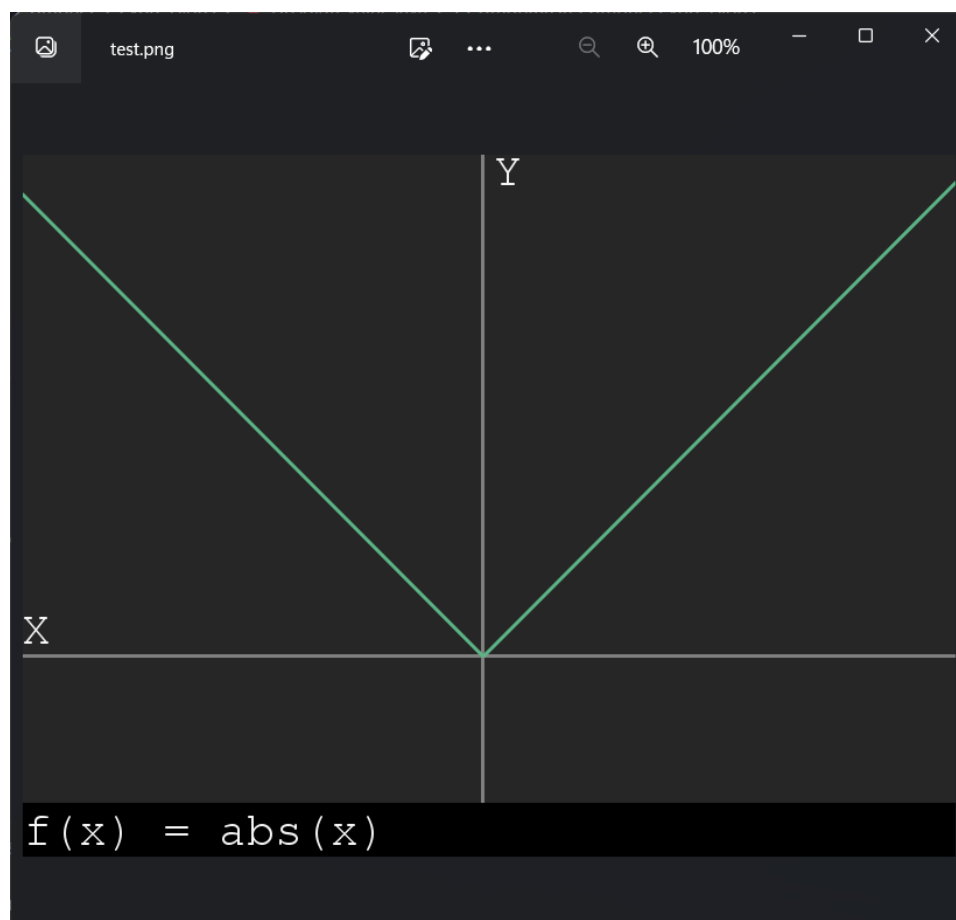 test.png
100%
Y
X
f(x) = abs(x)